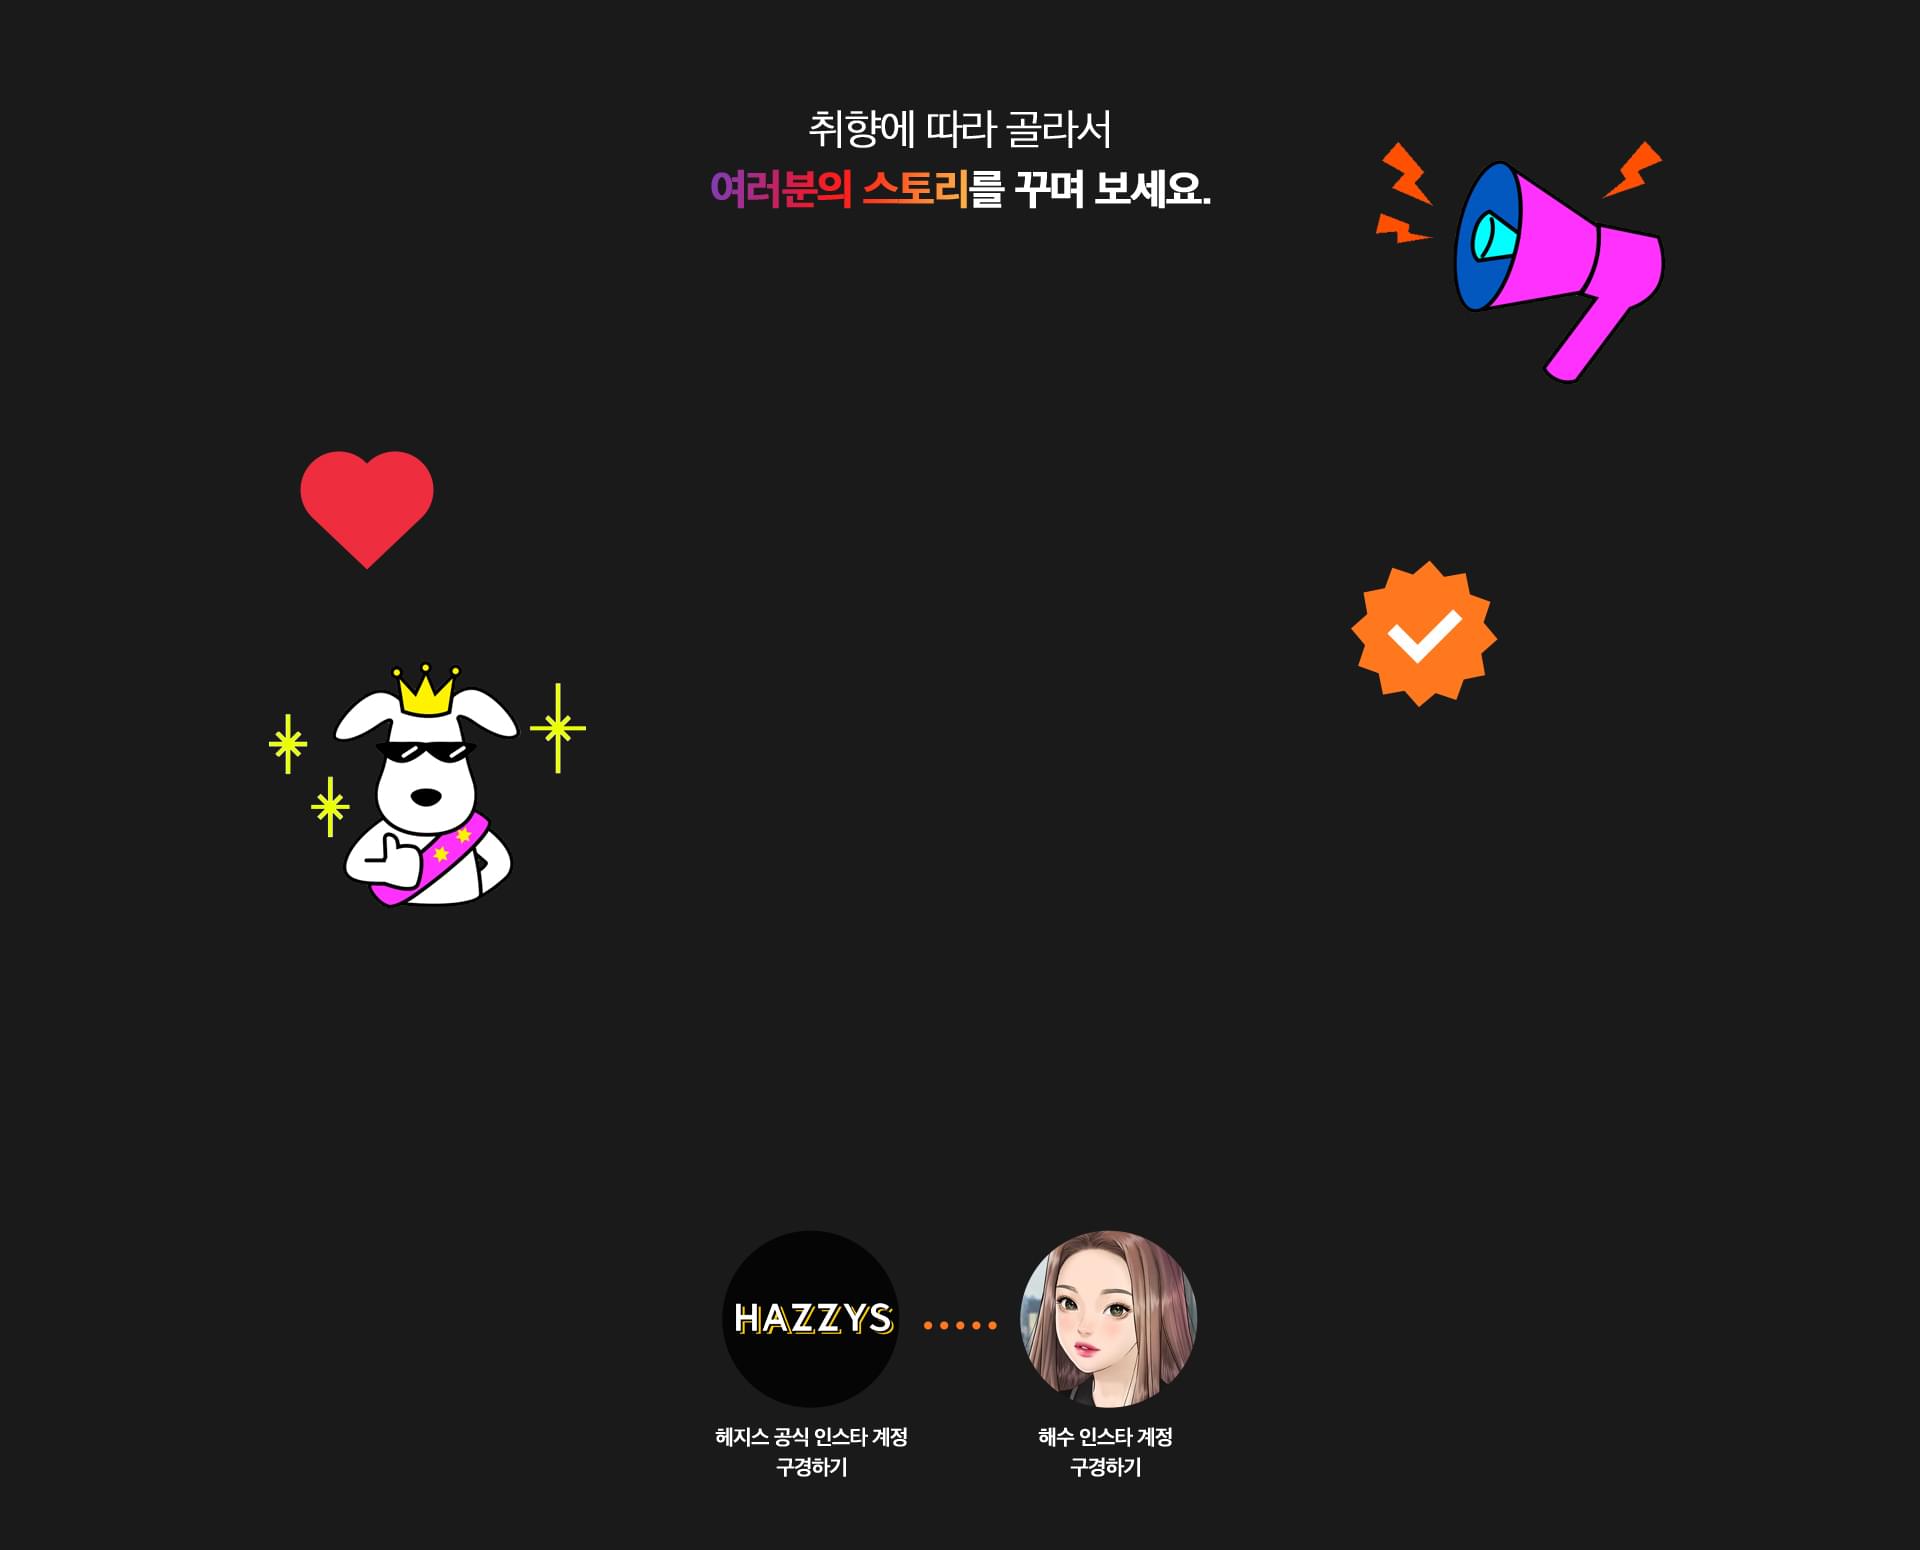 취향에 따라 골라서
여러분의 스토리를 꾸며 보세요.
HAZZYS
헤지스 공식 인스타 계정
구경하기
해수 인스타 계정
구경하기